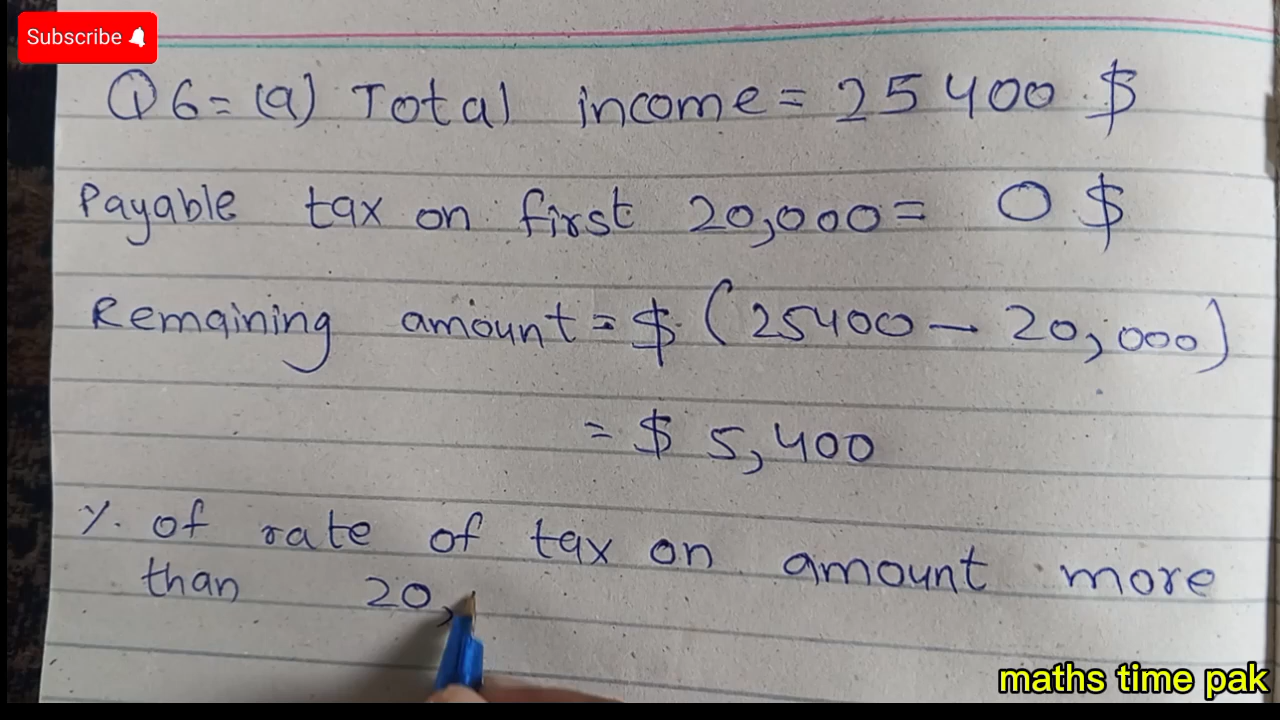 Subscribe
Q6=(a) Total income = 25400 $
Payable tax on first 20,000 = 0 $
Remaining amount = $ (25400 - 20,000)
= $ 5,400
% of rate of tax on amount more
than 20,
maths time pak